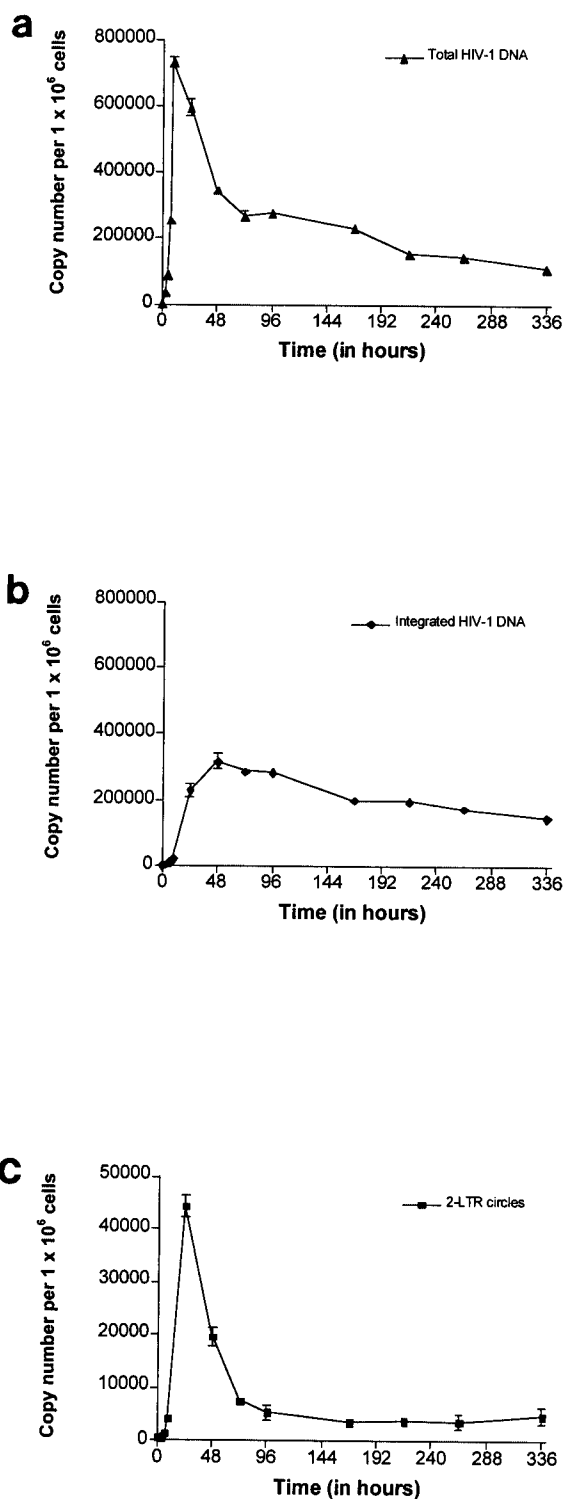 a
Total HIV-1 DNA
Copy number per 1 x 10⁶ cells
800000
600000
400000
200000
0
0 48 96 144 192 240 288 336
Time (in hours)
b
Integrated HIV-1 DNA
Copy number per 1 x 10⁶ cells
800000
600000
400000
200000
0
0 48 96 144 192 240 288 336
Time (in hours)
c
2-LTR circles
Copy number per 1 x 10⁶ cells
50000
40000
30000
20000
10000
0
0 48 96 144 192 240 288 336
Time (in hours)